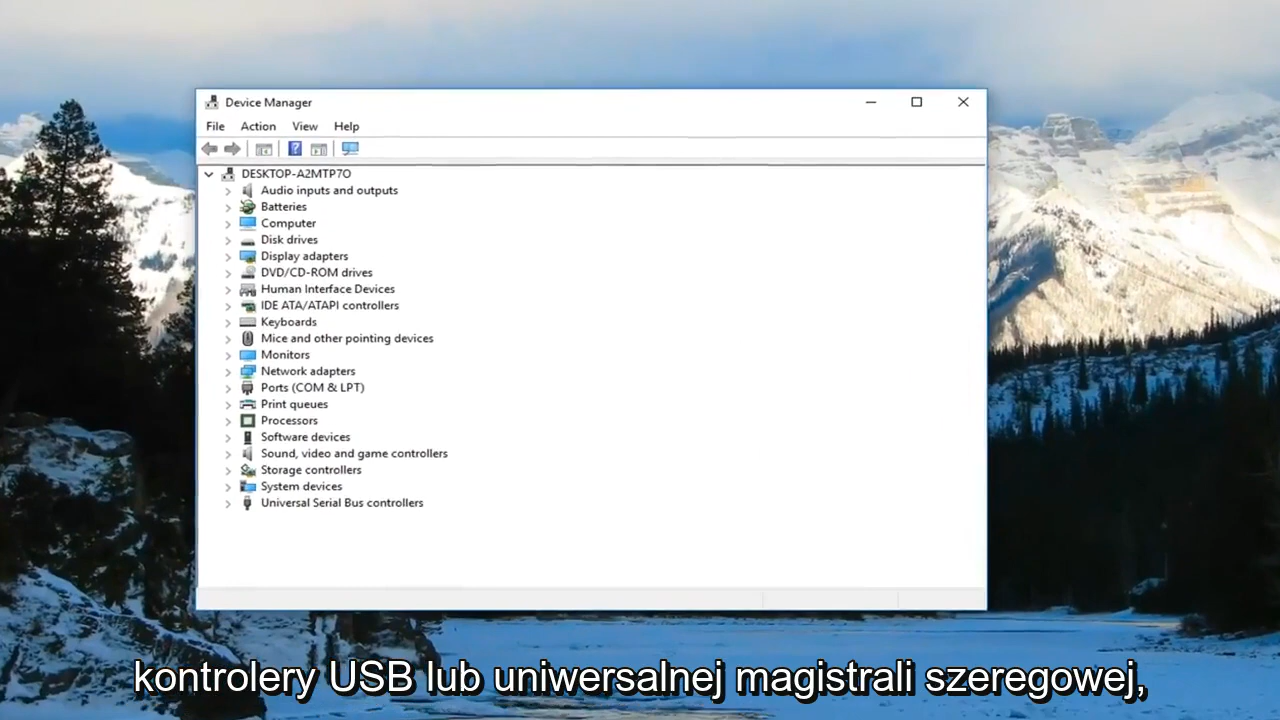 Device Manager
File Action View Help
DESKTOP-A2MTP7O
Audio inputs and outputs
Batteries
Computer
Disk drives
Display adapters
DVD/CD-ROM drives
Human Interface Devices
IDE ATA/ATAPI controllers
Keyboards
Mice and other pointing devices
Monitors
Network adapters
Ports (COM & LPT)
Print queues
Processors
Software devices
Sound, video and game controllers
Storage controllers
System devices
Universal Serial Bus controllers
kontrolery USB lub uniwersalnej magistrali szeregowej,